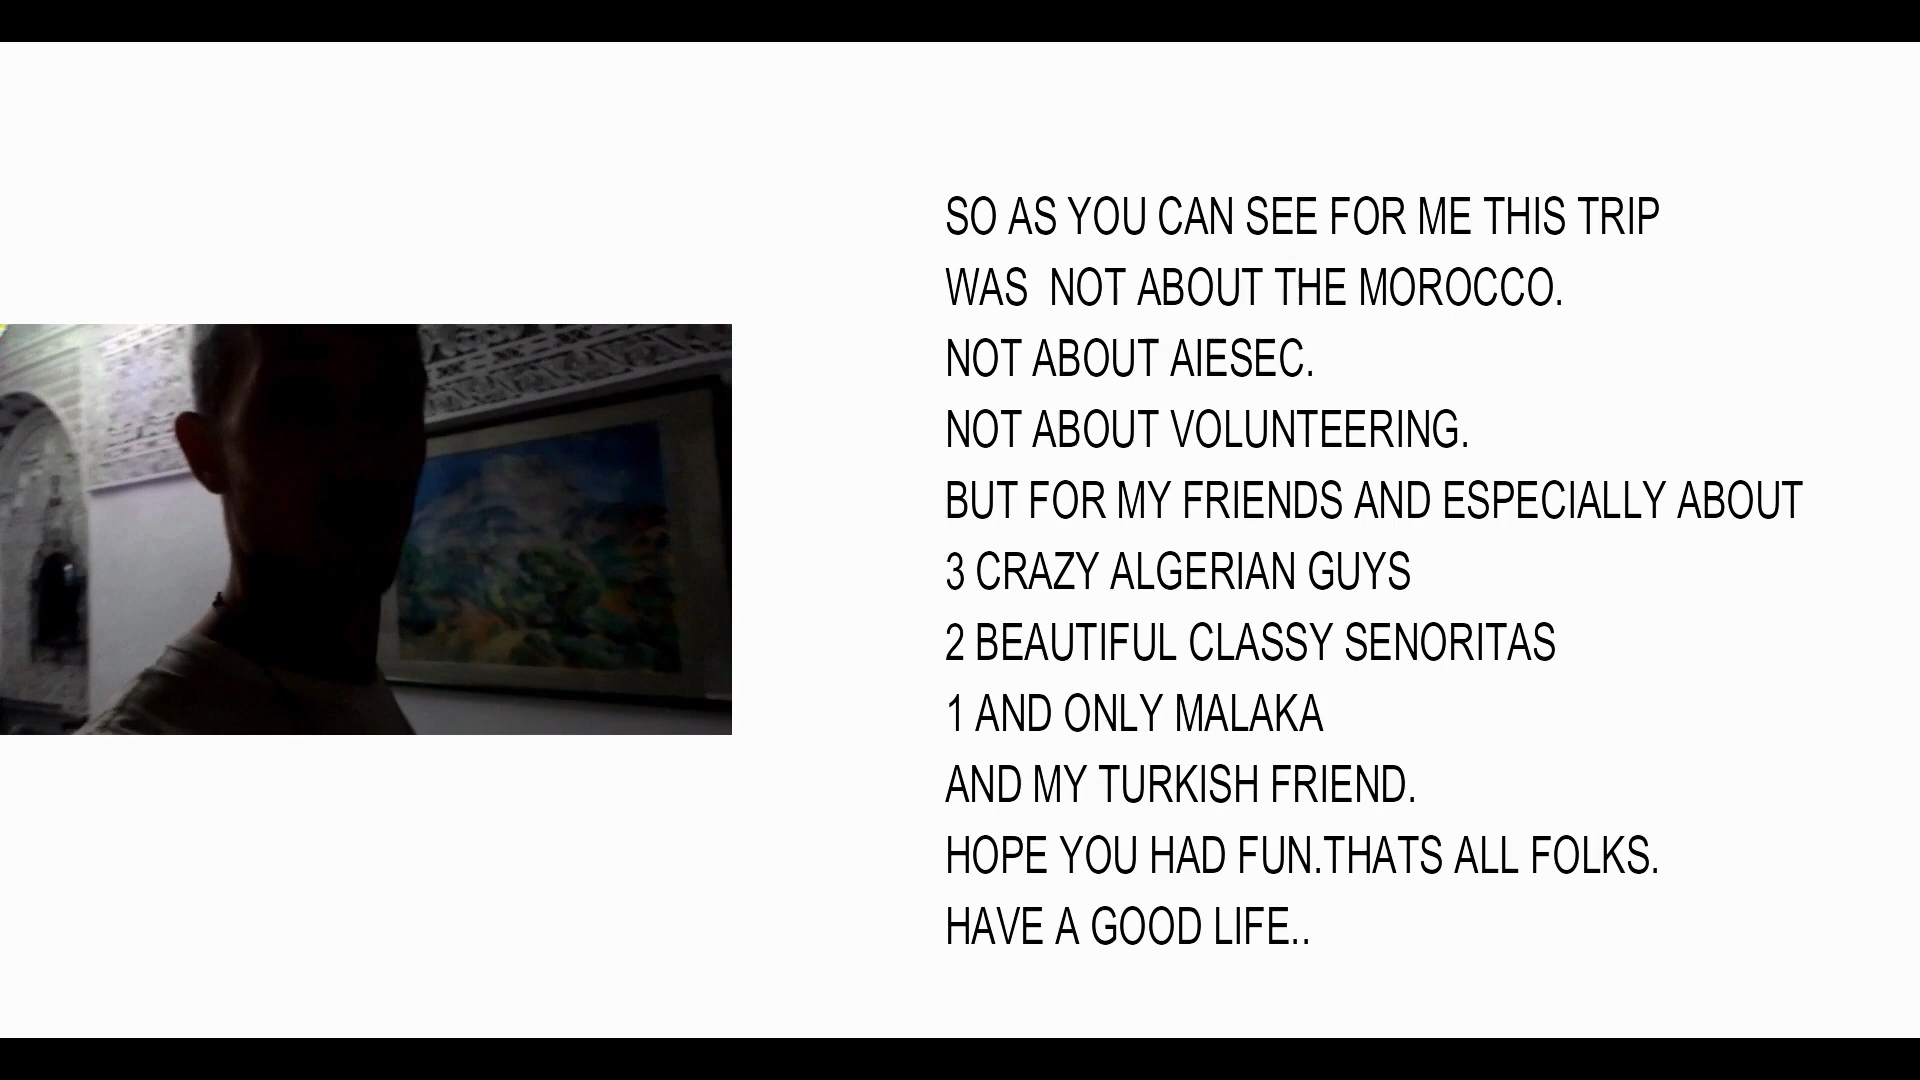 SO AS YOU CAN SEE FOR ME THIS TRIP
WAS  NOT ABOUT THE MOROCCO.
NOT ABOUT AIESEC.
NOT ABOUT VOLUNTEERING.
BUT FOR MY FRIENDS AND ESPECIALLY ABOUT
3 CRAZY ALGERIAN GUYS
2 BEAUTIFUL CLASSY SENORITAS
1 AND ONLY MALAKA
AND MY TURKISH FRIEND.
HOPE YOU HAD FUN.THATS ALL FOLKS.
HAVE A GOOD LIFE..